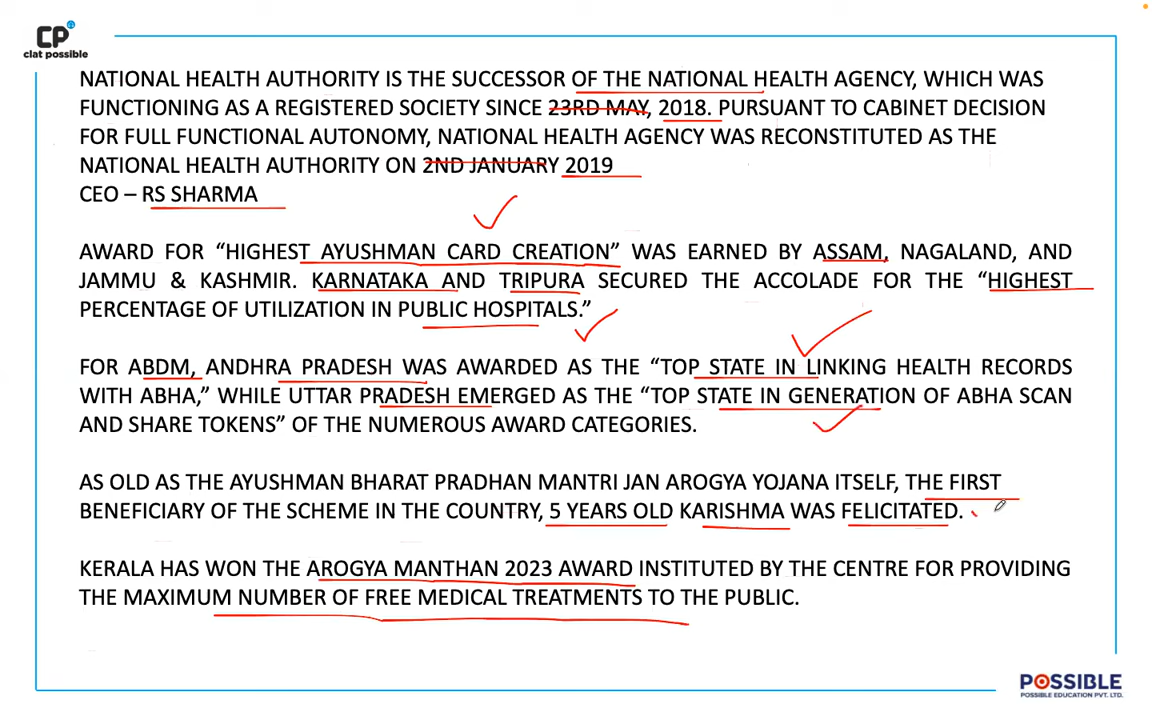 CP
clat possible
NATIONAL HEALTH AUTHORITY IS THE SUCCESSOR OF THE NATIONAL HEALTH AGENCY, WHICH WAS
FUNCTIONING AS A REGISTERED SOCIETY SINCE 23RD MAY, 2018. PURSUANT TO CABINET DECISION
FOR FULL FUNCTIONAL AUTONOMY, NATIONAL HEALTH AGENCY WAS RECONSTITUTED AS THE
NATIONAL HEALTH AUTHORITY ON 2ND JANUARY 2019
CEO – RS SHARMA
AWARD FOR “HIGHEST AYUSHMAN CARD CREATION” WAS EARNED BY ASSAM, NAGALAND, AND
JAMMU & KASHMIR. KARNATAKA AND TRIPURA SECURED THE ACCOLADE FOR THE “HIGHEST
PERCENTAGE OF UTILIZATION IN PUBLIC HOSPITALS.”
FOR ABDM, ANDHRA PRADESH WAS AWARDED AS THE “TOP STATE IN LINKING HEALTH RECORDS
WITH ABHA,” WHILE UTTAR PRADESH EMERGED AS THE “TOP STATE IN GENERATION OF ABHA SCAN
AND SHARE TOKENS” OF THE NUMEROUS AWARD CATEGORIES.
AS OLD AS THE AYUSHMAN BHARAT PRADHAN MANTRI JAN AROGYA YOJANA ITSELF, THE FIRST
BENEFICIARY OF THE SCHEME IN THE COUNTRY, 5 YEARS OLD KARISHMA WAS FELICITATED.
KERALA HAS WON THE AROGYA MANTHAN 2023 AWARD INSTITUTED BY THE CENTRE FOR PROVIDING
THE MAXIMUM NUMBER OF FREE MEDICAL TREATMENTS TO THE PUBLIC.
POSSIBLE
POSSIBLE EDUCATION PVT. LTD.